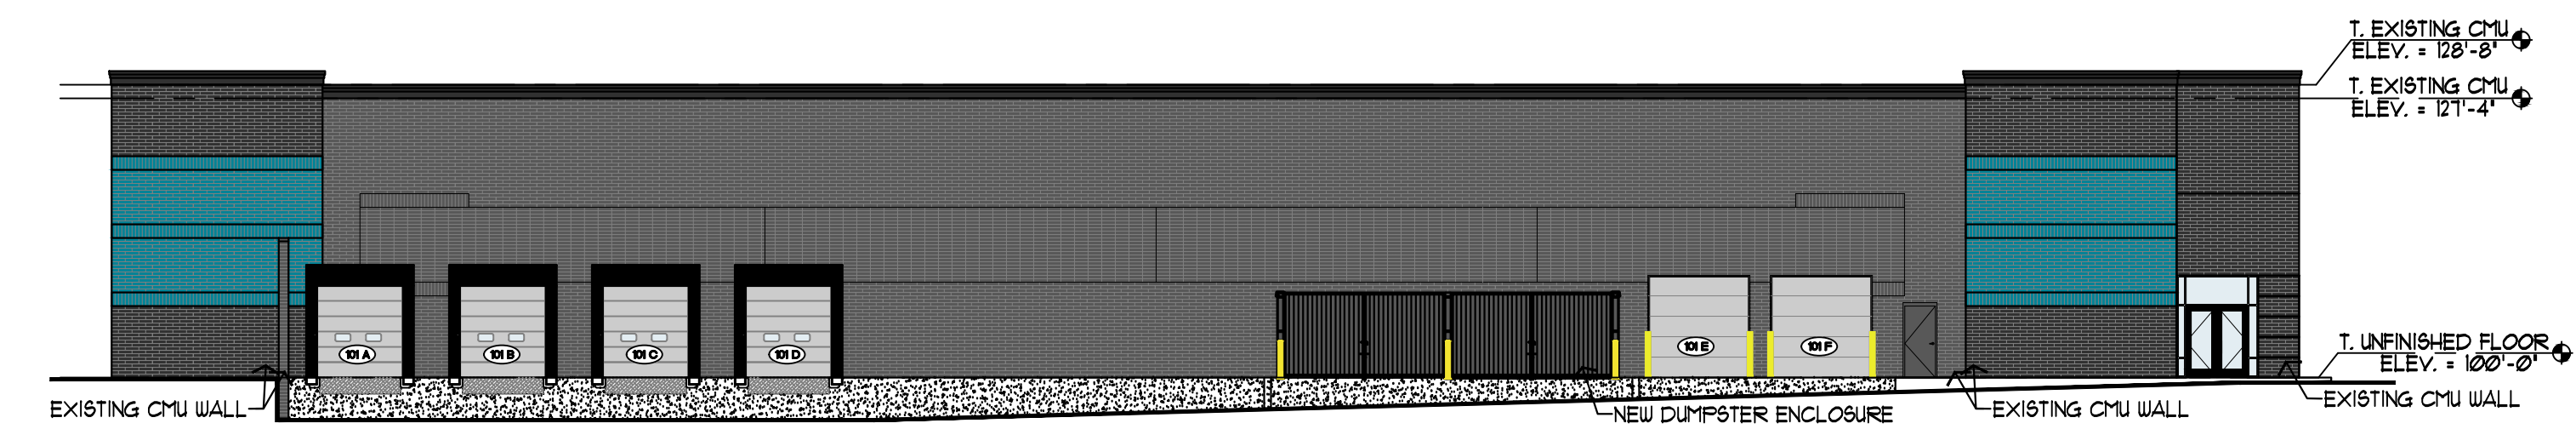 T. EXISTING CMU
ELEV. = 128'-8"
T. EXISTING CMU
ELEV. = 127'-4"
101 A
101 B
101 C
101 D
101 E
101 F
T. UNFINISHED FLOOR
ELEV. = 100'-0"
EXISTING CMU WALL
NEW DUMPSTER ENCLOSURE
EXISTING CMU WALL
EXISTING CMU WALL